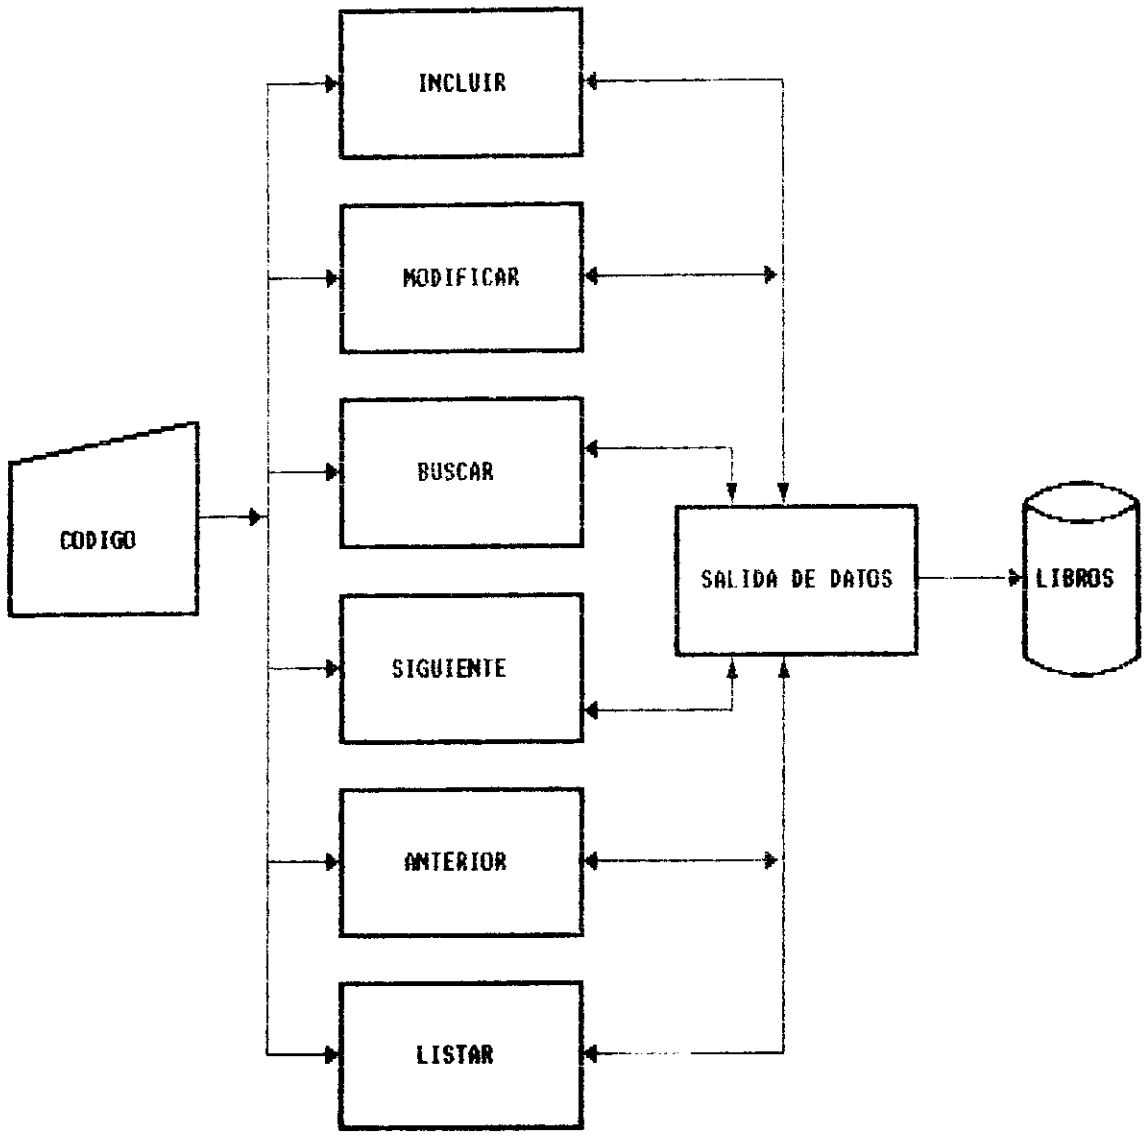 INCLUIR
MODIFICAR
BUSCAR
CODIGO
SALIDA DE DATOS
LIBROS
SIGUIENTE
ANTERIOR
LISTAR